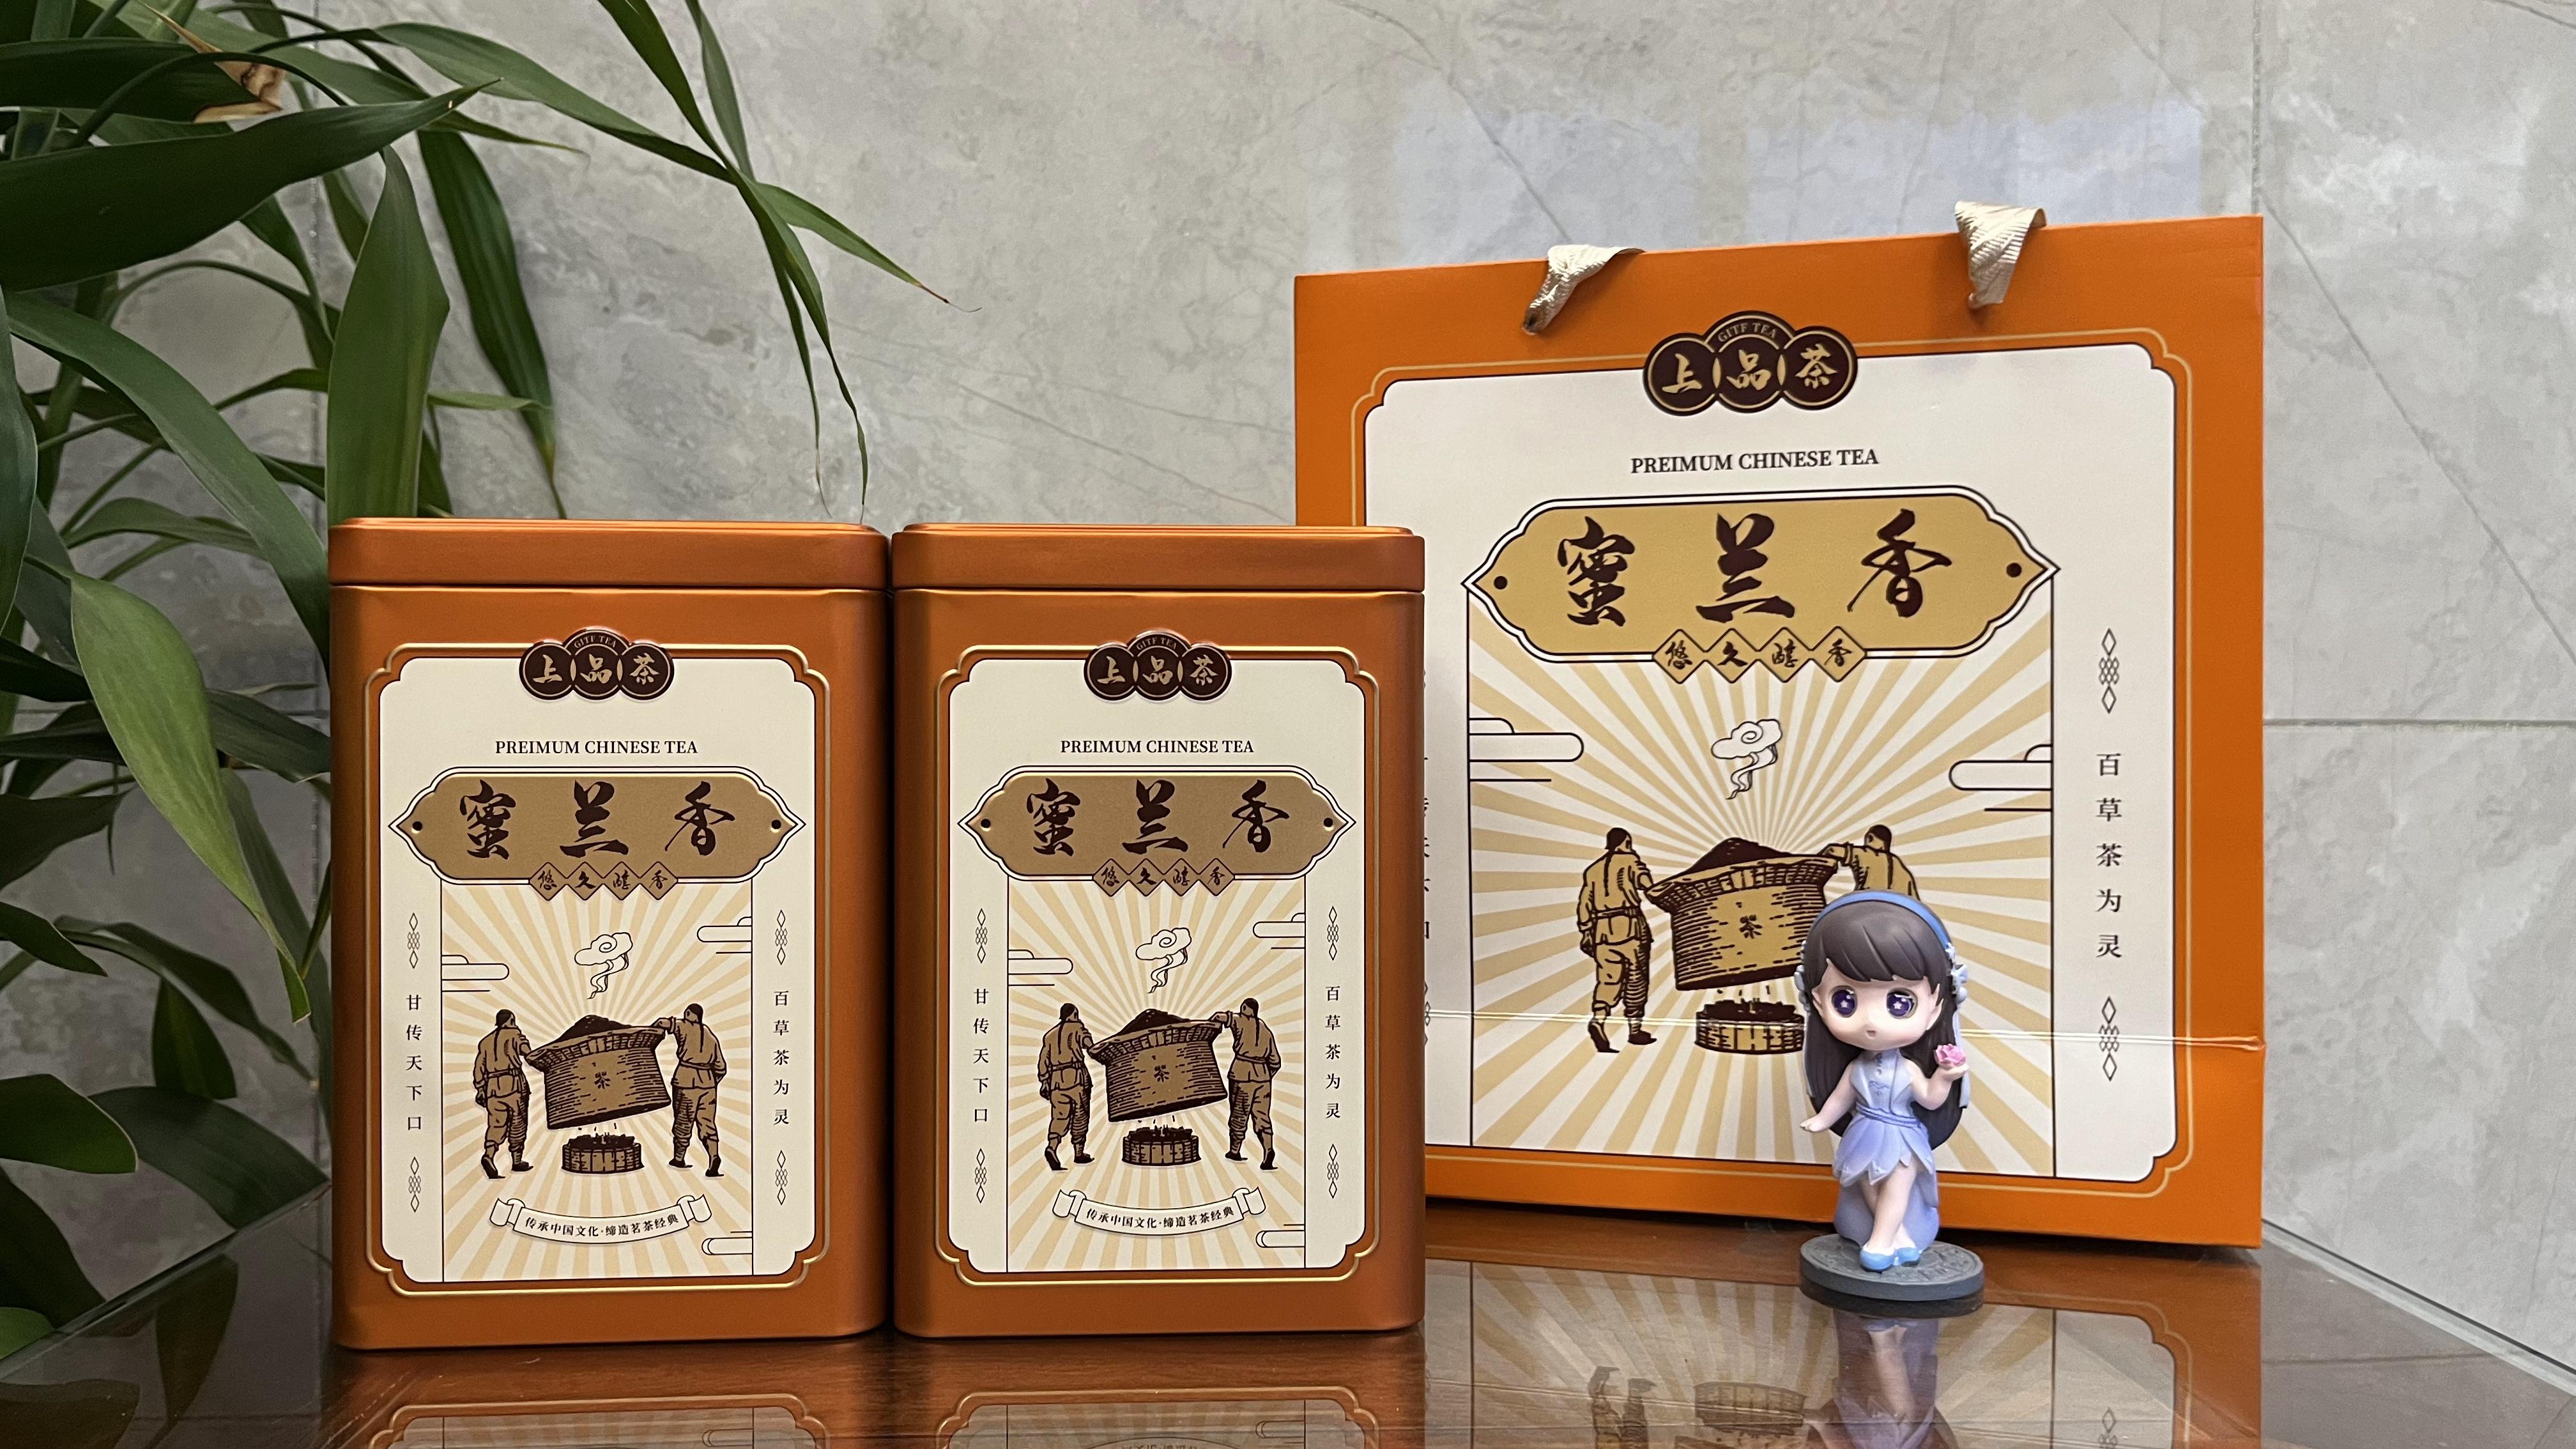 GITF TEA
上品茶
PREIMUM CHINESE TEA
蜜兰香
悠久醇香
甘传天下口
百草茶为灵
茶
传承中国文化·缔造茗茶经典
GITF TEA
上品茶
PREIMUM CHINESE TEA
蜜兰香
悠久醇香
甘传天下口
百草茶为灵
茶
传承中国文化·缔造茗茶经典
GITF TEA
上品茶
PREIMUM CHINESE TEA
蜜兰香
悠久醇香
百草茶为灵
茶